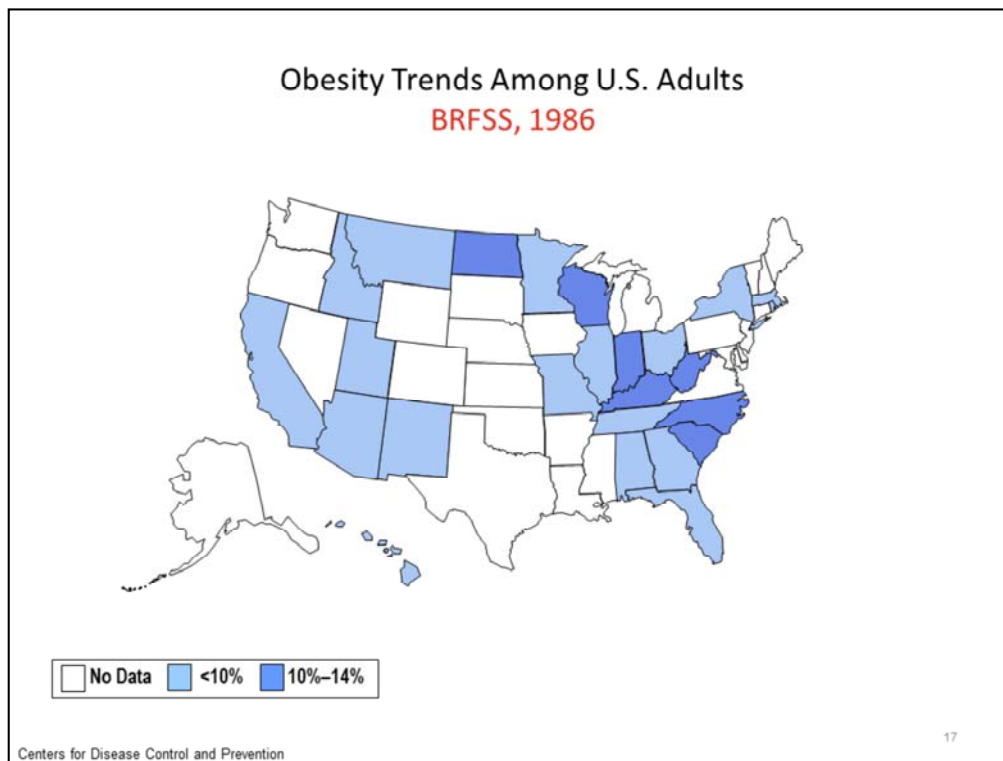 Obesity Trends Among U.S. Adults
BRFSS, 1986
No Data
<10%
10%–14%
17
Centers for Disease Control and Prevention